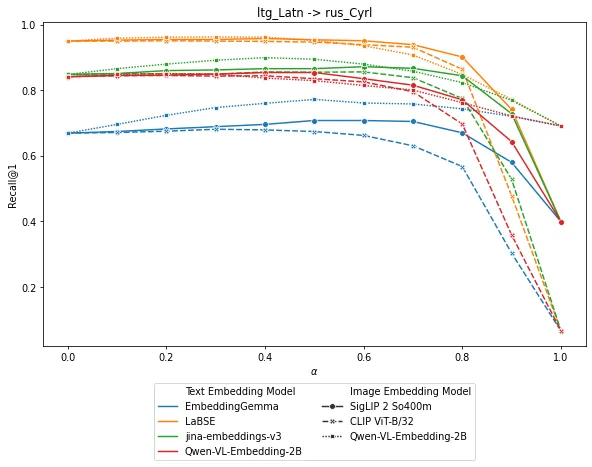 ltg_Latn -> rus_Cyrl
1.0
0.8
0.6
0.4
0.2
Recall@1
0.0 0.2 0.4 0.6 0.8 1.0
α
Text Embedding Model Image Embedding Model
EmbeddingGemma SigLIP 2 So400m
LaBSE CLIP ViT-B/32
jina-embeddings-v3 Qwen-VL-Embedding-2B
Qwen-VL-Embedding-2B